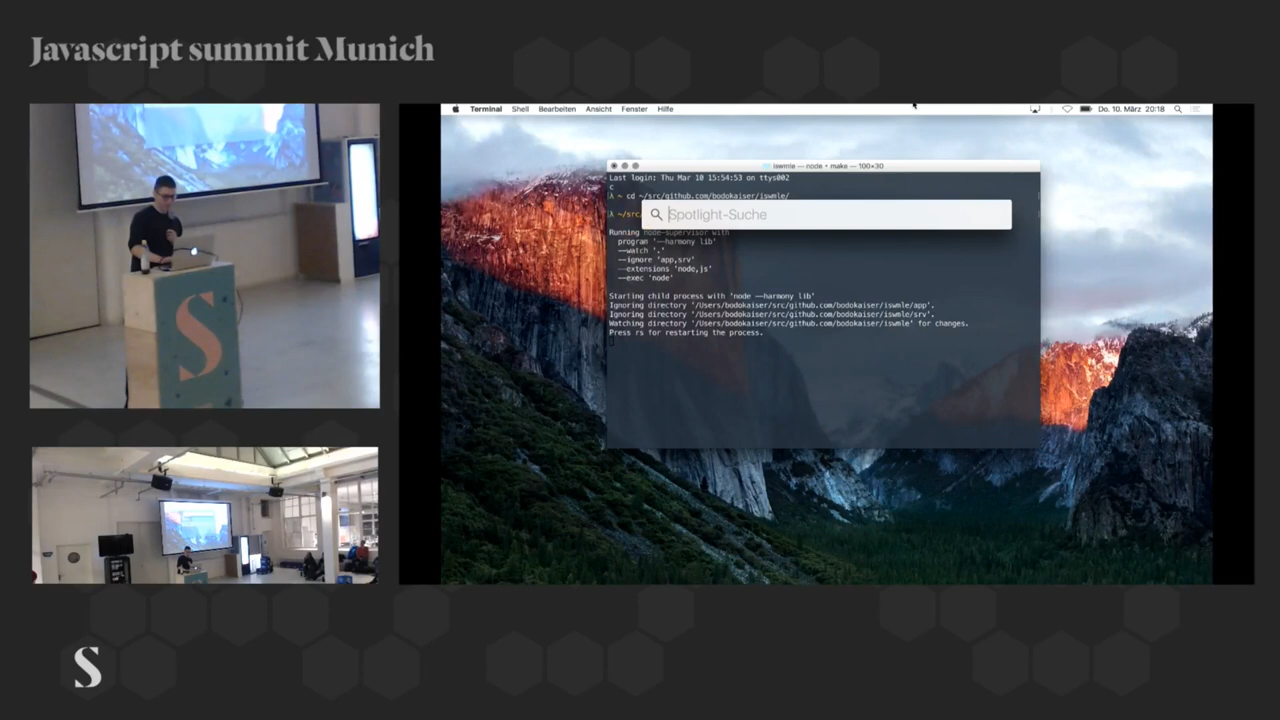 Javascript summit Munich
Terminal Shell Bearbeiten Ansicht Fenster Hilfe
Do. 10. März 20:18
iswmle — node • make — 100×30
Last login: Thu Mar 10 15:54:53 on ttys002
c
λ ~ cd ~/src/github.com/bodokaiser/iswmle/
λ ~/src/
Spotlight-Suche
Running node-supervisor with
program '--harmony lib'
--watch '.'
--ignore 'app,srv'
--extensions 'node,js'
--exec 'node'
Starting child process with 'node --harmony lib'
Ignoring directory '/Users/bodokaiser/src/github.com/bodokaiser/iswmle/app'.
Ignoring directory '/Users/bodokaiser/src/github.com/bodokaiser/iswmle/srv'.
Watching directory '/Users/bodokaiser/src/github.com/bodokaiser/iswmle' for changes.
Press rs for restarting the process.
S
S